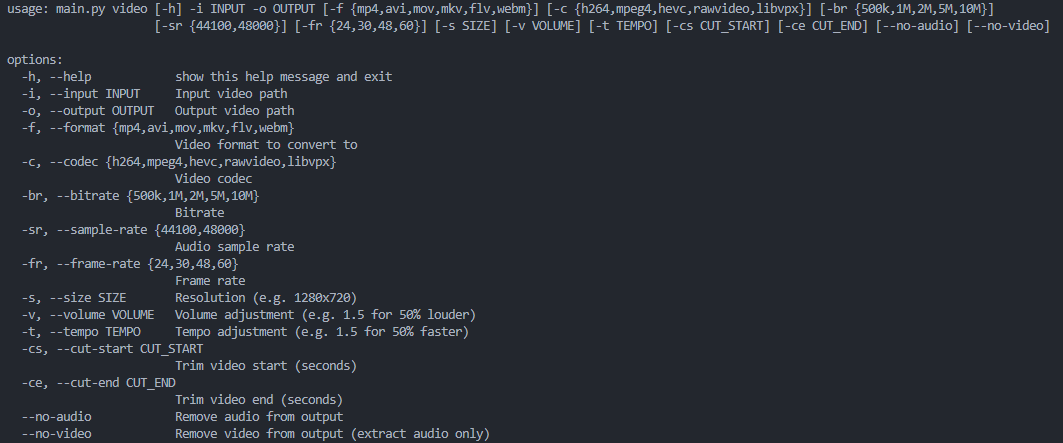 usage: main.py video [-h] -i INPUT -o OUTPUT [-f {mp4,avi,mov,mkv,flv,webm}] [-c {h264,mpeg4,hevc,rawvideo,libvpx}] [-br {500k,1M,2M,5M,10M}]
[-sr {44100,48000}] [-fr {24,30,48,60}] [-s SIZE] [-v VOLUME] [-t TEMPO] [-cs CUT_START] [-ce CUT_END] [--no-audio] [--no-video]
options:
-h, --help show this help message and exit
-i, --input INPUT Input video path
-o, --output OUTPUT Output video path
-f, --format {mp4,avi,mov,mkv,flv,webm}
Video format to convert to
-c, --codec {h264,mpeg4,hevc,rawvideo,libvpx}
Video codec
-br, --bitrate {500k,1M,2M,5M,10M}
Bitrate
-sr, --sample-rate {44100,48000}
Audio sample rate
-fr, --frame-rate {24,30,48,60}
Frame rate
-s, --size SIZE Resolution (e.g. 1280x720)
-v, --volume VOLUME Volume adjustment (e.g. 1.5 for 50% louder)
-t, --tempo TEMPO Tempo adjustment (e.g. 1.5 for 50% faster)
-cs, --cut-start CUT_START
Trim video start (seconds)
-ce, --cut-end CUT_END
Trim video end (seconds)
--no-audio Remove audio from output
--no-video Remove video from output (extract audio only)